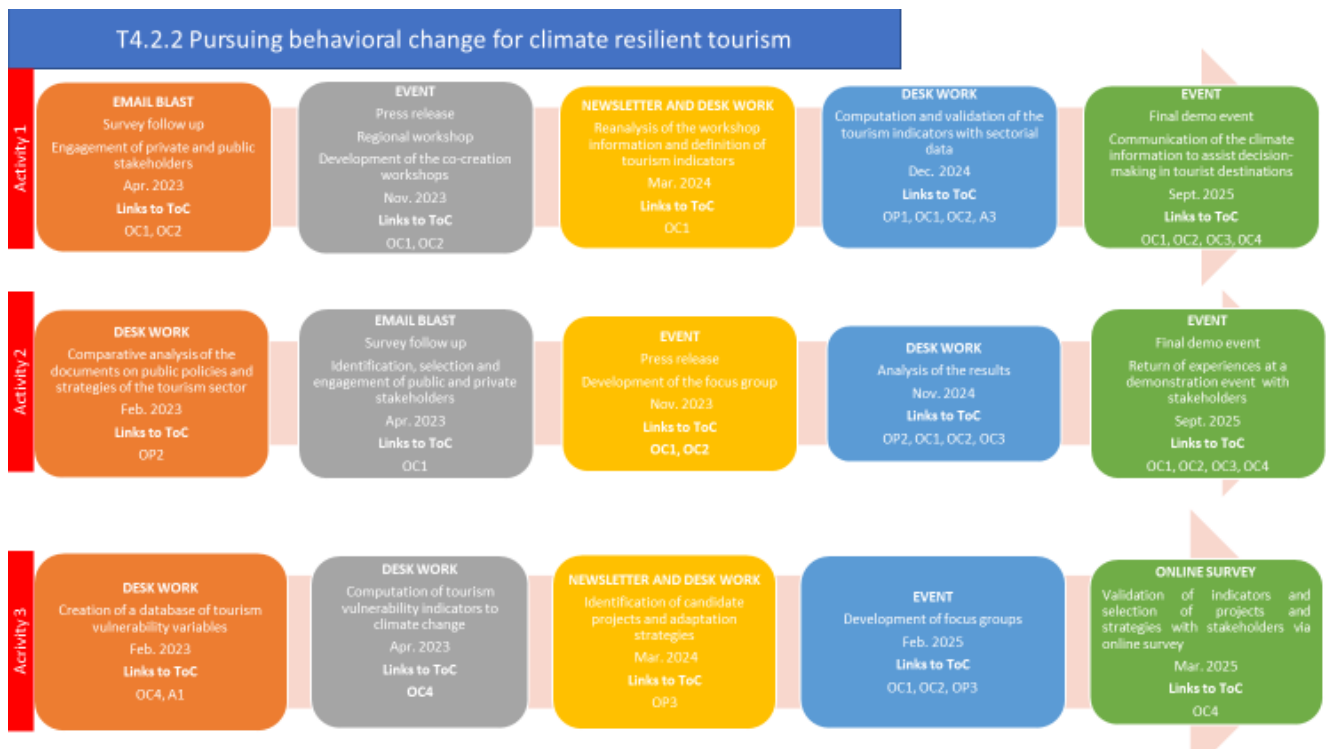 T4.2.2 Pursuing behavioral change for climate resilient tourism
Activity 1
EMAIL BLAST
Survey follow up
Engagement of private and public
stakeholders
Apr. 2023
Links to ToC
OC1, OC2
EVENT
Press release
Regional workshop
Development of the co-creation
workshops
Nov. 2023
Links to ToC
OC1, OC2
NEWSLETTER AND DESK WORK
Reanalysis of the workshop
information and definition of
tourism indicators
Mar. 2024
Links to ToC
OC1
DESK WORK
Computation and validation of the
tourism indicators with sectorial
data
Dec. 2024
Links to ToC
OP1, OC1, OC2, A3
EVENT
Final demo event
Communication of the climate
information to assist decision-
making in tourist destinations
Sept. 2025
Links to ToC
OC1, OC2, OC3, 0C4
Activity 2
DESK WORK
Comparative analysis of the
documents on public policies and
strategies of the tourism sector
Feb. 2023
Links to ToC
OP2
EMAIL BLAST
Survey follow up
Identification, selection and
engagement of public and private
stakeholders
Apr. 2023
Links to ToC
OC1
EVENT
Press release
Development of the focus group
Nov. 2023
Links to ToC
OC1, OC2
DESK WORK
Analysis of the results
Nov. 2024
Links to ToC
OP2, OC1, OC2, OC3
EVENT
Final demo event
Return of experiences at a
demonstration event with
stakeholders
Sept. 2025
Links to ToC
OC1, OC2, OC3, OC4
Acrivity 3
DESK WORK
Creation of a database of tourism
vulnerability variables
Feb. 2023
Links to ToC
OC4, A1
DESK WORK
Computation of tourism
vulnerability indicators to
climate change
Apr. 2023
Links to ToC
OC4
NEWSLETTER AND DESK WORK
Identification of candidate
projects and adaptation
strategies
Mar. 2024
Links to ToC
OP3
EVENT
Development of focus groups
Feb. 2025
Links to ToC
OC1, OC2, OP3
ONLINE SURVEY
Validation of indicators and
selection of projects and
strategies with stakeholders via
online survey
Mar. 2025
Links to ToC
OC4